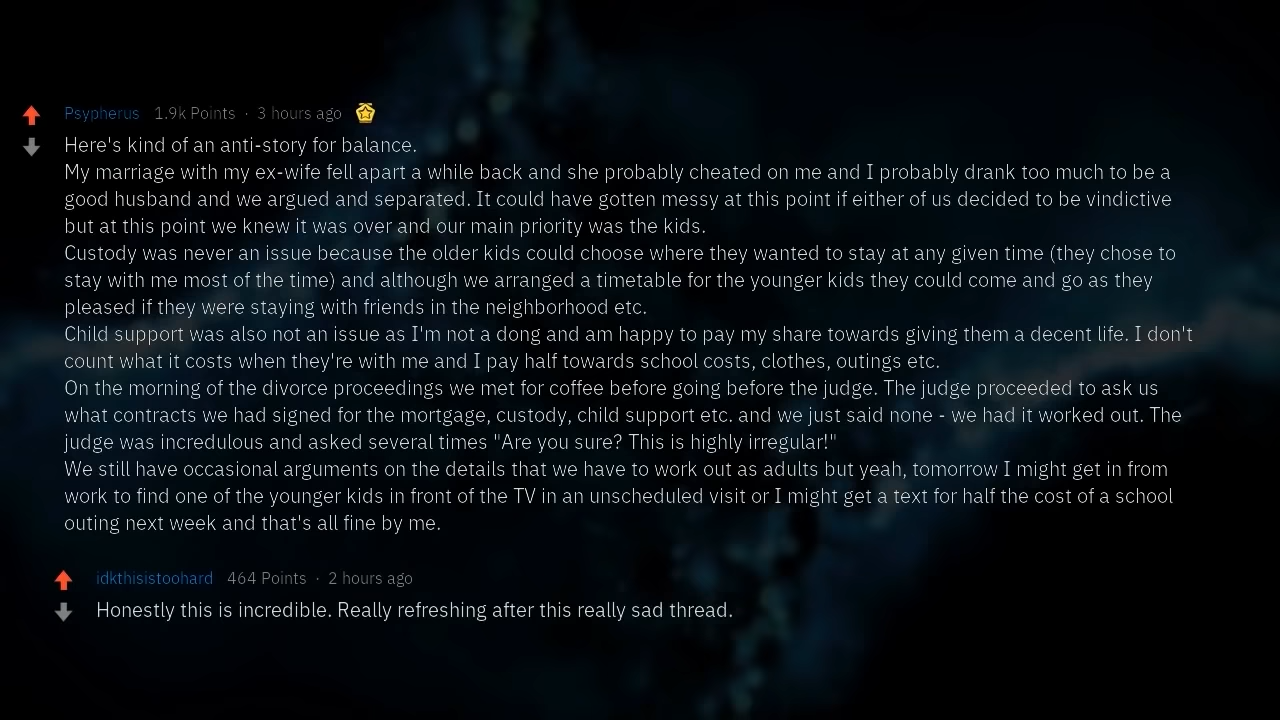 Psypherus 1.9k Points · 3 hours ago
Here's kind of an anti-story for balance.
My marriage with my ex-wife fell apart a while back and she probably cheated on me and I probably drank too much to be a
good husband and we argued and separated. It could have gotten messy at this point if either of us decided to be vindictive
but at this point we knew it was over and our main priority was the kids.
Custody was never an issue because the older kids could choose where they wanted to stay at any given time (they chose to
stay with me most of the time) and although we arranged a timetable for the younger kids they could come and go as they
pleased if they were staying with friends in the neighborhood etc.
Child support was also not an issue as I'm not a dong and am happy to pay my share towards giving them a decent life. I don't
count what it costs when they're with me and I pay half towards school costs, clothes, outings etc.
On the morning of the divorce proceedings we met for coffee before going before the judge. The judge proceeded to ask us
what contracts we had signed for the mortgage, custody, child support etc. and we just said none - we had it worked out. The
judge was incredulous and asked several times "Are you sure? This is highly irregular!"
We still have occasional arguments on the details that we have to work out as adults but yeah, tomorrow I might get in from
work to find one of the younger kids in front of the TV in an unscheduled visit or I might get a text for half the cost of a school
outing next week and that's all fine by me.
idkthisistoohard 464 Points · 2 hours ago
Honestly this is incredible. Really refreshing after this really sad thread.